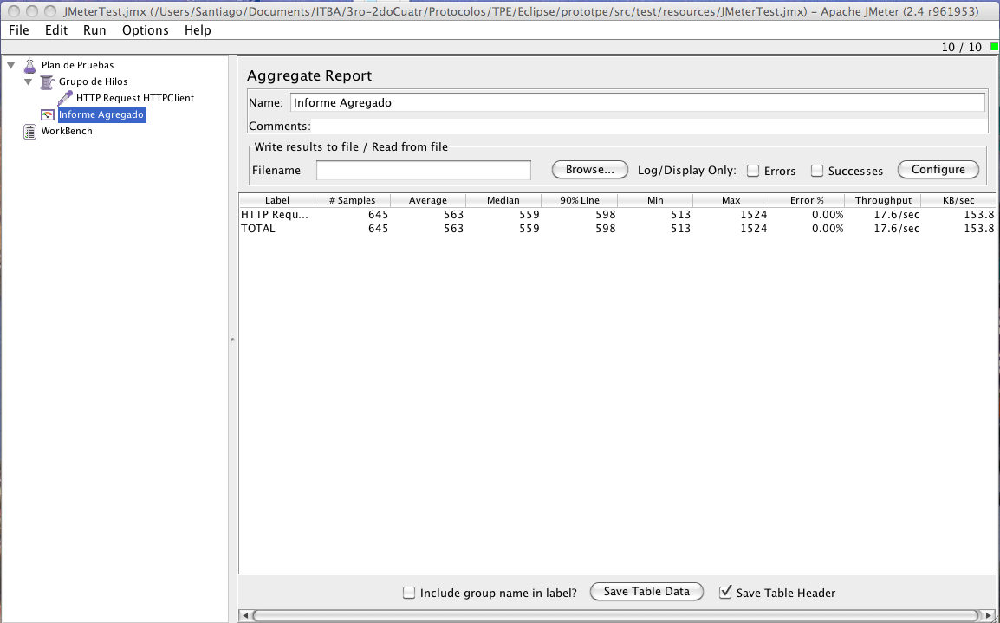 JMeterTest.jmx (/Users/Santiago/Documents/ITBA/3ro-2doCuatr/Protocolos/TPE/Eclipse/prototpe/src/test/resources/JMeterTest.jmx) – Apache JMeter (2.4 r961953)
File Edit Run Options Help
10 / 10
Plan de Pruebas
Grupo de Hilos
HTTP Request HTTPClient
Informe Agregado
WorkBench
Aggregate Report
Name: Informe Agregado
Comments:
Write results to file / Read from file
Filename Browse... Log/Display Only: Errors Successes Configure
Label # Samples Average Median 90% Line Min Max Error % Throughput KB/sec
HTTP Requ... 645 563 559 598 513 1524 0.00% 17.6/sec 153.8
TOTAL 645 563 559 598 513 1524 0.00% 17.6/sec 153.8
Include group name in label? Save Table Data Save Table Header